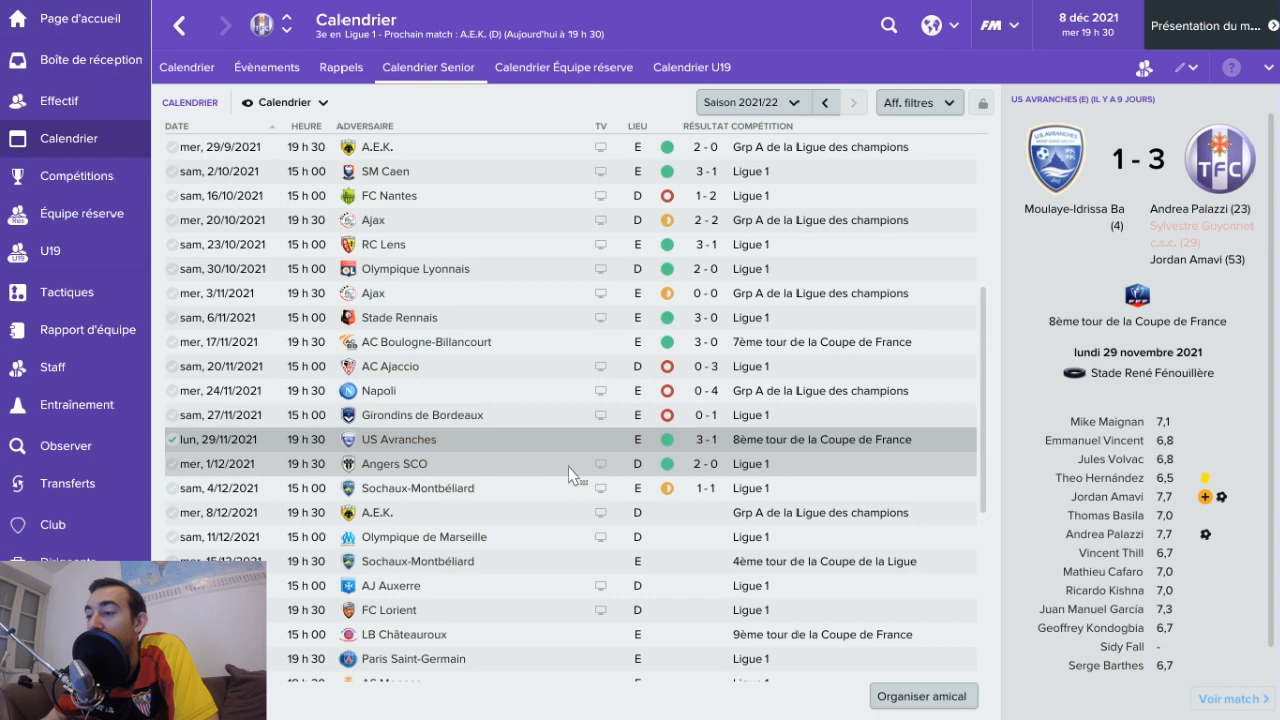 Page d'accueil
Boîte de réception
Effectif
Calendrier
Compétitions
Équipe réserve
U19
Tactiques
Rapport d'équipe
Staff
Entraînement
Observer
Transferts
Club
Calendrier
3e en Ligue 1 - Prochain match : A.E.K. (D) (Aujourd'hui à 19 h 30)
FM
8 déc 2021
mer 19 h 30
Présentation du m...
Calendrier Évènements Rappels Calendrier Senior Calendrier Équipe réserve Calendrier U19
CALENDRIER Calendrier Saison 2021/22 Aff. filtres
DATE HEURE ADVERSAIRE TV LIEU RÉSULTAT COMPÉTITION
mer, 29/9/2021 19 h 30 A.E.K. E 2 - 0 Grp A de la Ligue des champions
sam, 2/10/2021 15 h 00 SM Caen E 3 - 1 Ligue 1
sam, 16/10/2021 15 h 00 FC Nantes D 1 - 2 Ligue 1
mer, 20/10/2021 19 h 30 Ajax D 2 - 2 Grp A de la Ligue des champions
sam, 23/10/2021 15 h 00 RC Lens E 3 - 1 Ligue 1
sam, 30/10/2021 15 h 00 Olympique Lyonnais D 2 - 0 Ligue 1
mer, 3/11/2021 19 h 30 Ajax E 0 - 0 Grp A de la Ligue des champions
sam, 6/11/2021 15 h 00 Stade Rennais E 3 - 0 Ligue 1
mer, 17/11/2021 19 h 30 AC Boulogne-Billancourt E 3 - 0 7ème tour de la Coupe de France
sam, 20/11/2021 15 h 00 AC Ajaccio D 0 - 3 Ligue 1
mer, 24/11/2021 19 h 30 Napoli E 0 - 4 Grp A de la Ligue des champions
sam, 27/11/2021 15 h 00 Girondins de Bordeaux E 0 - 1 Ligue 1
lun, 29/11/2021 19 h 30 US Avranches E 3 - 1 8ème tour de la Coupe de France
mer, 1/12/2021 19 h 30 Angers SCO D 2 - 0 Ligue 1
sam, 4/12/2021 15 h 00 Sochaux-Montbéliard E 1 - 1 Ligue 1
mer, 8/12/2021 19 h 30 A.E.K. D Grp A de la Ligue des champions
sam, 11/12/2021 15 h 00 Olympique de Marseille D Ligue 1
19 h 30 Sochaux-Montbéliard E 4ème tour de la Coupe de la Ligue
15 h 00 AJ Auxerre D Ligue 1
19 h 30 FC Lorient D Ligue 1
15 h 00 LB Châteauroux E 9ème tour de la Coupe de France
19 h 30 Paris Saint-Germain E Ligue 1
Organiser amical
US AVRANCHES (E) (IL Y A 9 JOURS)
1 - 3
TFC
Moulaye-Idrissa Ba
(4)
Andrea Palazzi (23)
Sylvestre Guyonnet
c.s.c. (29)
Jordan Amavi (53)
8ème tour de la Coupe de France
lundi 29 novembre 2021
Stade René Fénouillère
Mike Maignan 7,1
Emmanuel Vincent 6,8
Jules Volvac 6,8
Theo Hernández 6,5
Jordan Amavi 7,7
Thomas Basila 7,0
Andrea Palazzi 7,7
Vincent Thill 6,7
Mathieu Cafaro 7,0
Ricardo Kishna 7,0
Juan Manuel García 7,3
Geoffrey Kondogbia 6,7
Sidy Fall -
Serge Barthes 6,7
Voir match